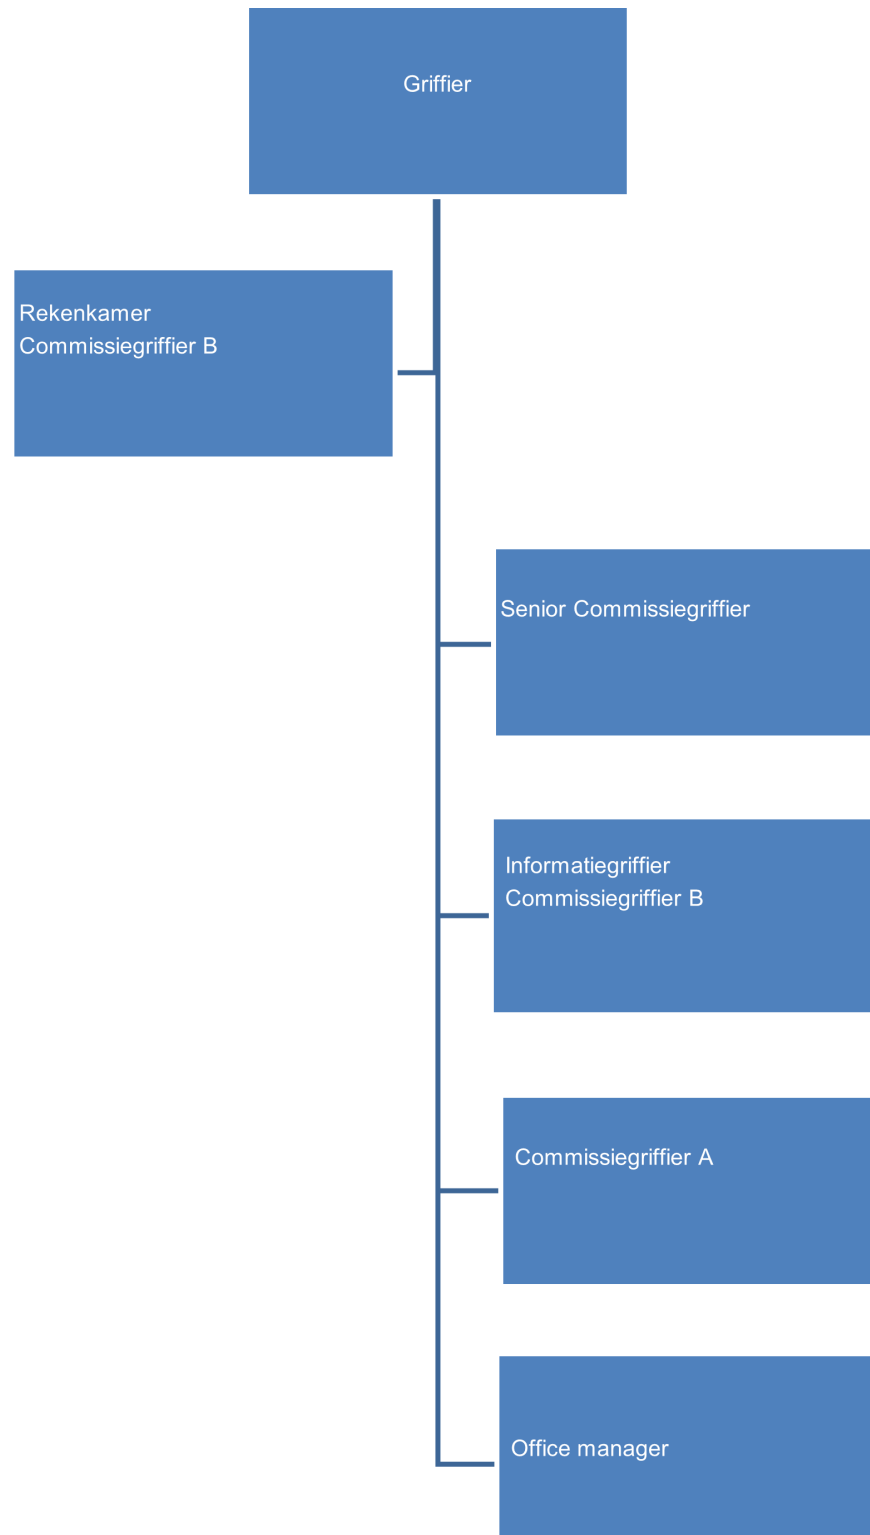 Griffier
Rekenkamer
Commissiegriffier B
Senior Commissiegriffier
Informatiegriffier
Commissiegriffier B
Commissiegriffier A
Office manager